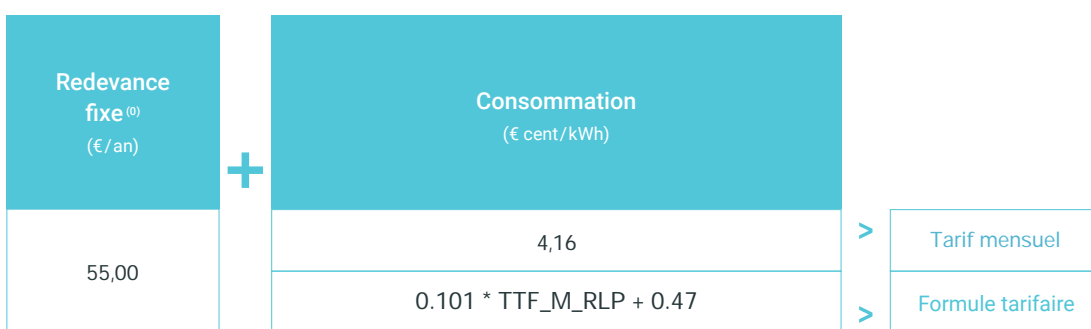 Redevance
fixe (0)
(€/an)
+
Consommation
(€ cent/kWh)
55,00
4,16
> Tarif mensuel
0.101 * TTF_M_RLP + 0.47
> Formule tarifaire